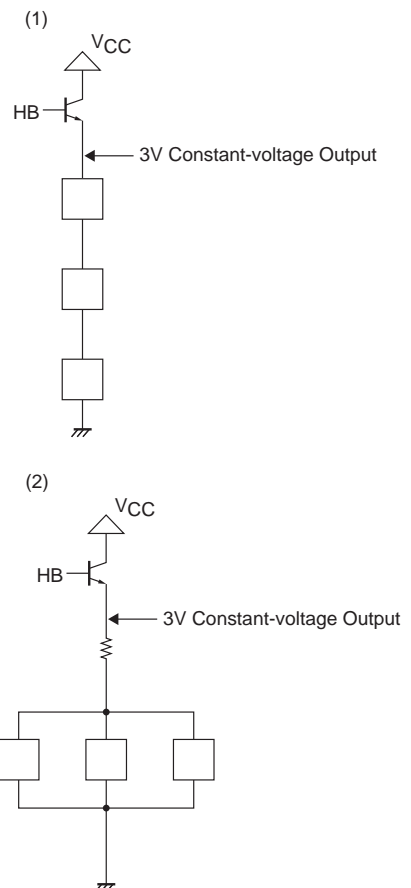 (1)
VCC
HB
3V Constant-voltage Output
(2)
VCC
HB
3V Constant-voltage Output